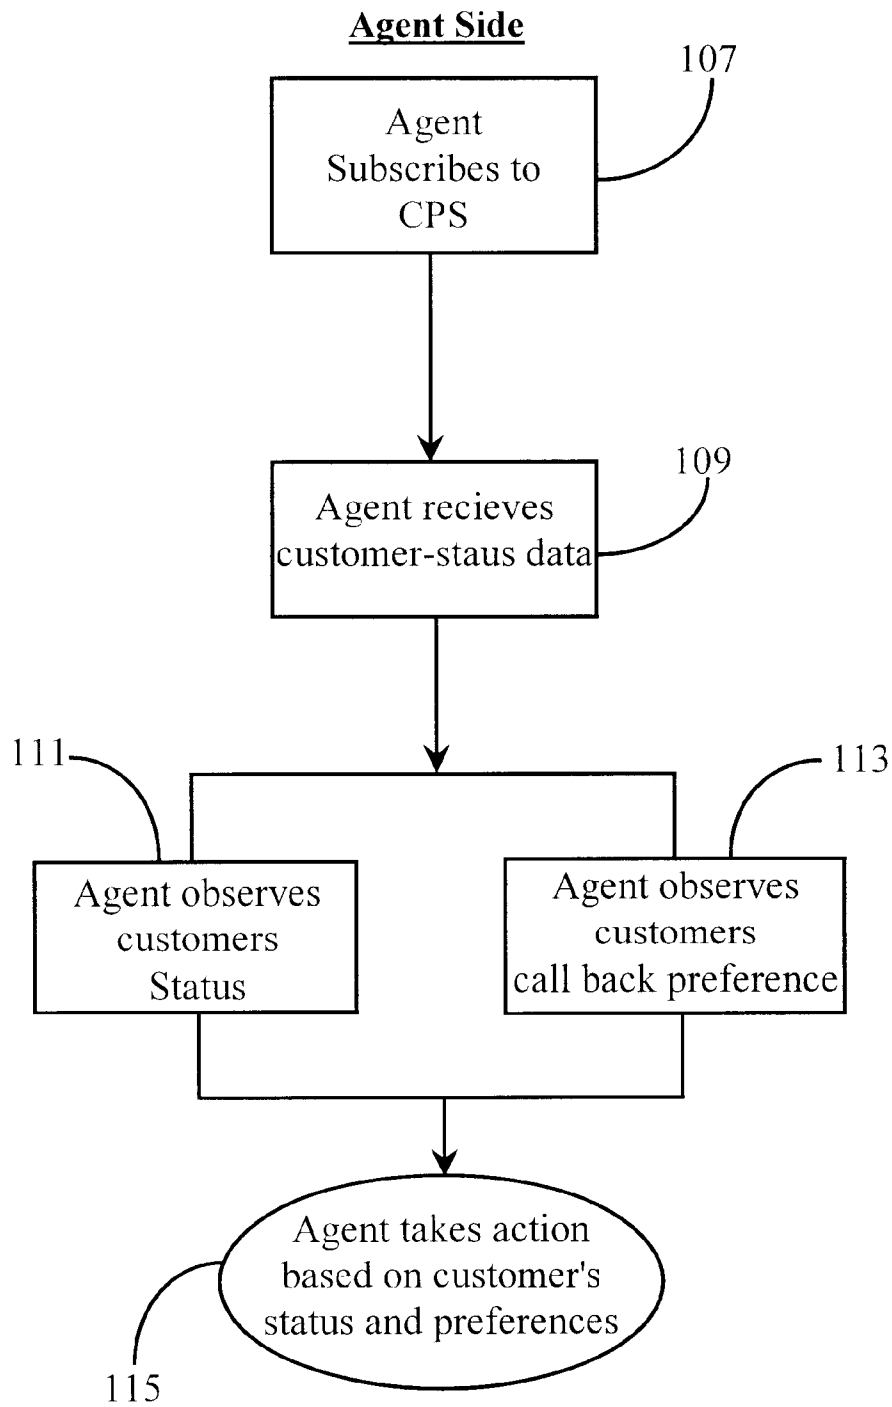 Agent Side
107
Agent
Subscribes to
CPS
109
Agent recieves
customer-staus data
111
113
Agent observes
customers
Status
Agent observes
customers
call back preference
Agent takes action
based on customer's
status and preferences
115